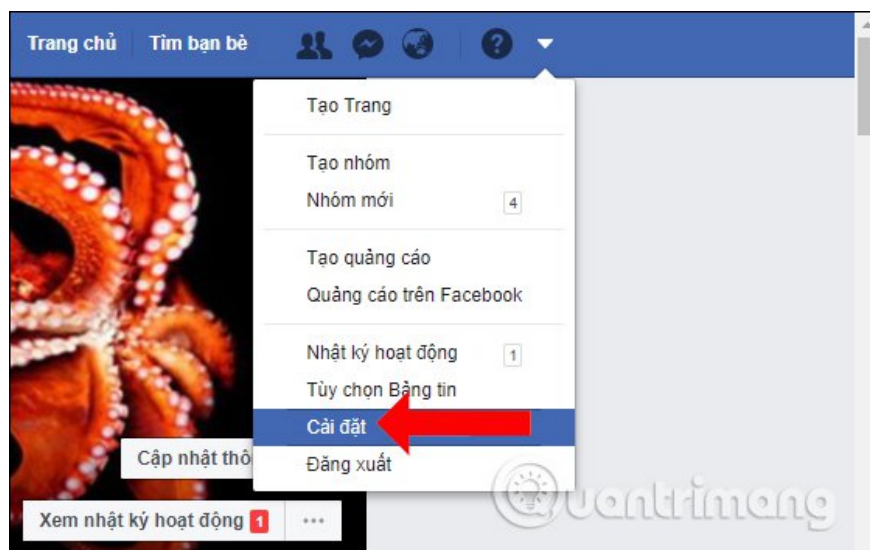 Trang chủ Tìm bạn bè
Tạo Trang
Tạo nhóm
Nhóm mới 4
Tạo quảng cáo
Quảng cáo trên Facebook
Nhật ký hoạt động 1
Tùy chọn Bảng tin
Cài đặt
Cập nhật thô
Đăng xuất
Xem nhật ký hoạt động 1 ...
Quantrimang